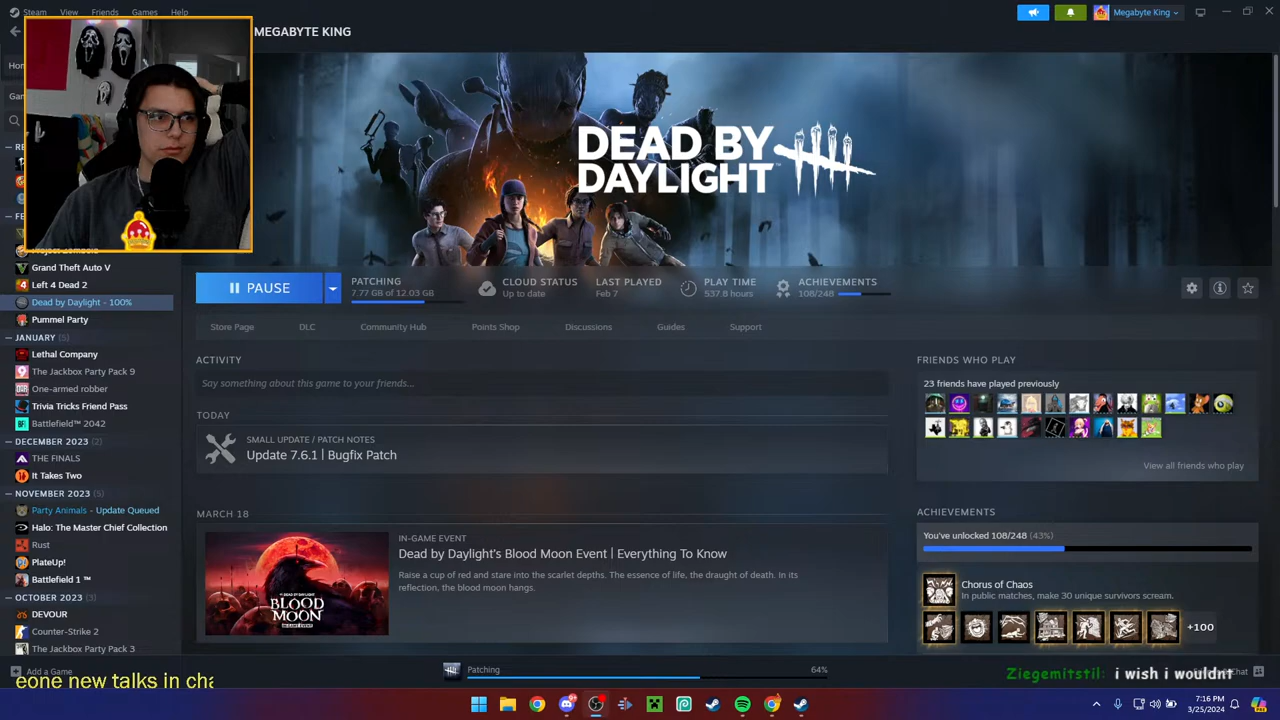 Steam View Friends Games Help
Megabyte King
MEGABYTE KING
DEAD BY
DAYLIGHT
PAUSE
PATCHING
7.77 GB of 12.03 GB
CLOUD STATUS
Up to date
LAST PLAYED
Feb 7
PLAY TIME
537.8 hours
ACHIEVEMENTS
108/248
Store Page DLC Community Hub Points Shop Discussions Guides Support
Grand Theft Auto V
Left 4 Dead 2
Dead by Daylight - 100%
Pummel Party
JANUARY (5)
Lethal Company
The Jackbox Party Pack 9
One-armed robber
Trivia Tricks Friend Pass
Battlefield™ 2042
DECEMBER 2023 (2)
THE FINALS
It Takes Two
NOVEMBER 2023 (5)
Party Animals - Update Queued
Halo: The Master Chief Collection
Rust
PlateUp!
Battlefield 1 ™
OCTOBER 2023 (3)
DEVOUR
Counter-Strike 2
The Jackbox Party Pack 3
Add a Game
ACTIVITY
Say something about this game to your friends...
TODAY
SMALL UPDATE / PATCH NOTES
Update 7.6.1 | Bugfix Patch
MARCH 18
DEAD BY DAYLIGHT
BLOOD
MOON
IN-GAME EVENT
IN-GAME EVENT
Dead by Daylight's Blood Moon Event | Everything To Know
Raise a cup of red and stare into the scarlet depths. The essence of life, the draught of death. In its
reflection, the blood moon hangs.
FRIENDS WHO PLAY
23 friends have played previously
View all friends who play
ACHIEVEMENTS
You've unlocked 108/248 (43%)
Chorus of Chaos
In public matches, make 30 unique survivors scream.
+100
Patching 64%
eone new talks in cha
Ziegemitstil: i wish i wouldnt
Chat
7:16 PM
3/25/2024